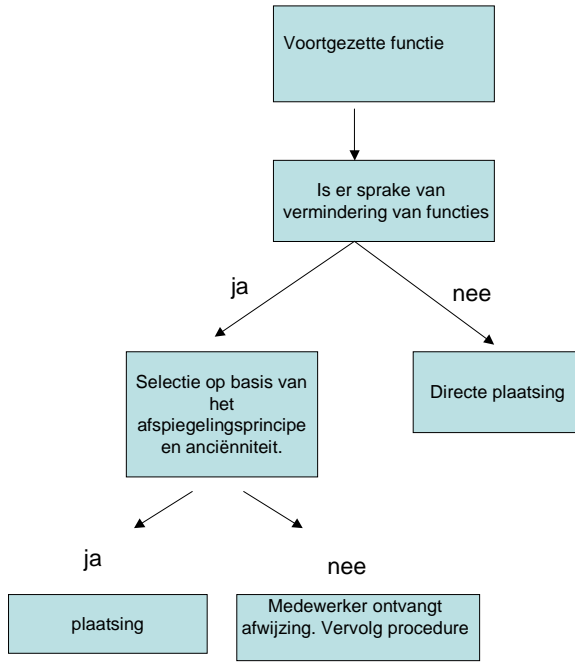 Voortgezette functie
Is er sprake van
vermindering van functies
ja
nee
Selectie op basis van
het
afspiegelingsprincipe
en anciënniteit.
Directe plaatsing
ja
nee
plaatsing
Medewerker ontvangt
afwijzing. Vervolg procedure